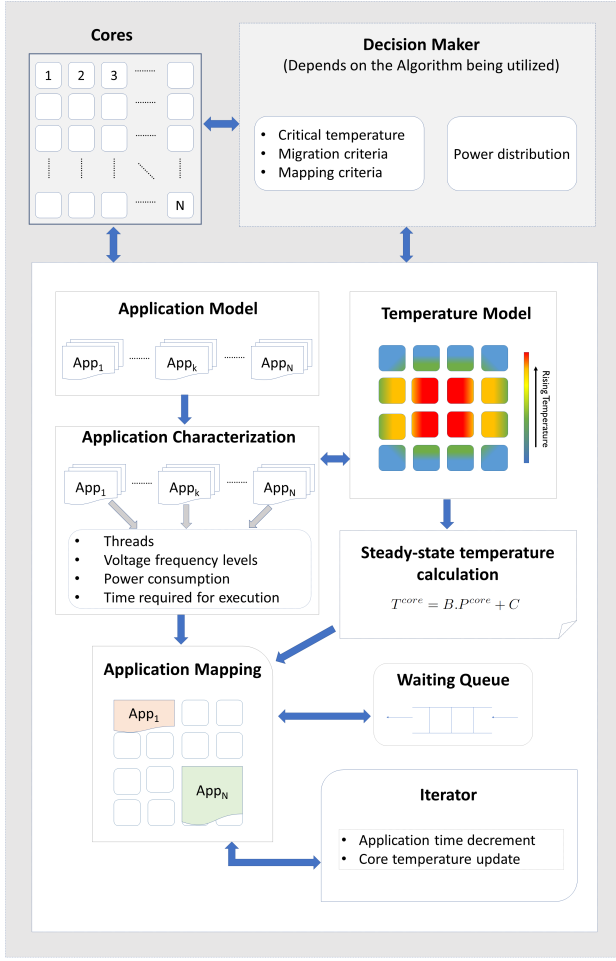 Cores
1 2 3
N
Decision Maker
(Depends on the Algorithm being utilized)
• Critical temperature
• Migration criteria
• Mapping criteria
Power distribution
Application Model
App1 ........ Appk ........ AppN
Temperature Model
Rising Temperature
Application Characterization
App1 ........ Appk ........ AppN
• Threads
• Voltage frequency levels
• Power consumption
• Time required for execution
Steady-state temperature
calculation
T^core = B.P^core + C
Application Mapping
App1
AppN
Waiting Queue
Iterator
• Application time decrement
• Core temperature update